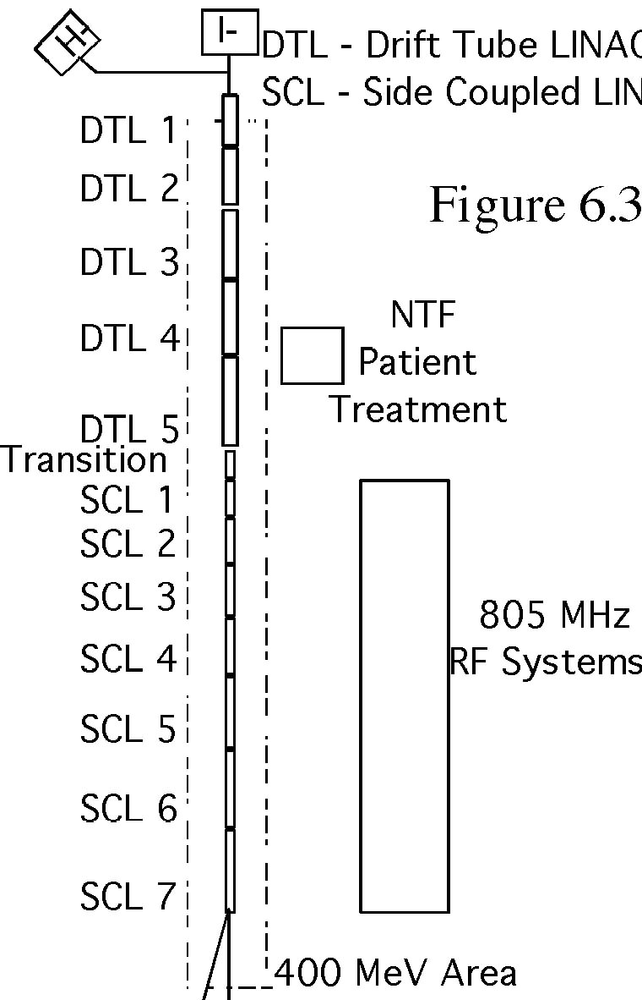 H-
I-
DTL - Drift Tube LINAC
SCL - Side Coupled LIN
DTL 1
DTL 2
Figure 6.3
DTL 3
NTF
DTL 4
Patient
Treatment
DTL 5
Transition
SCL 1
SCL 2
SCL 3
805 MHz
SCL 4
RF Systems
SCL 5
SCL 6
SCL 7
400 MeV Area